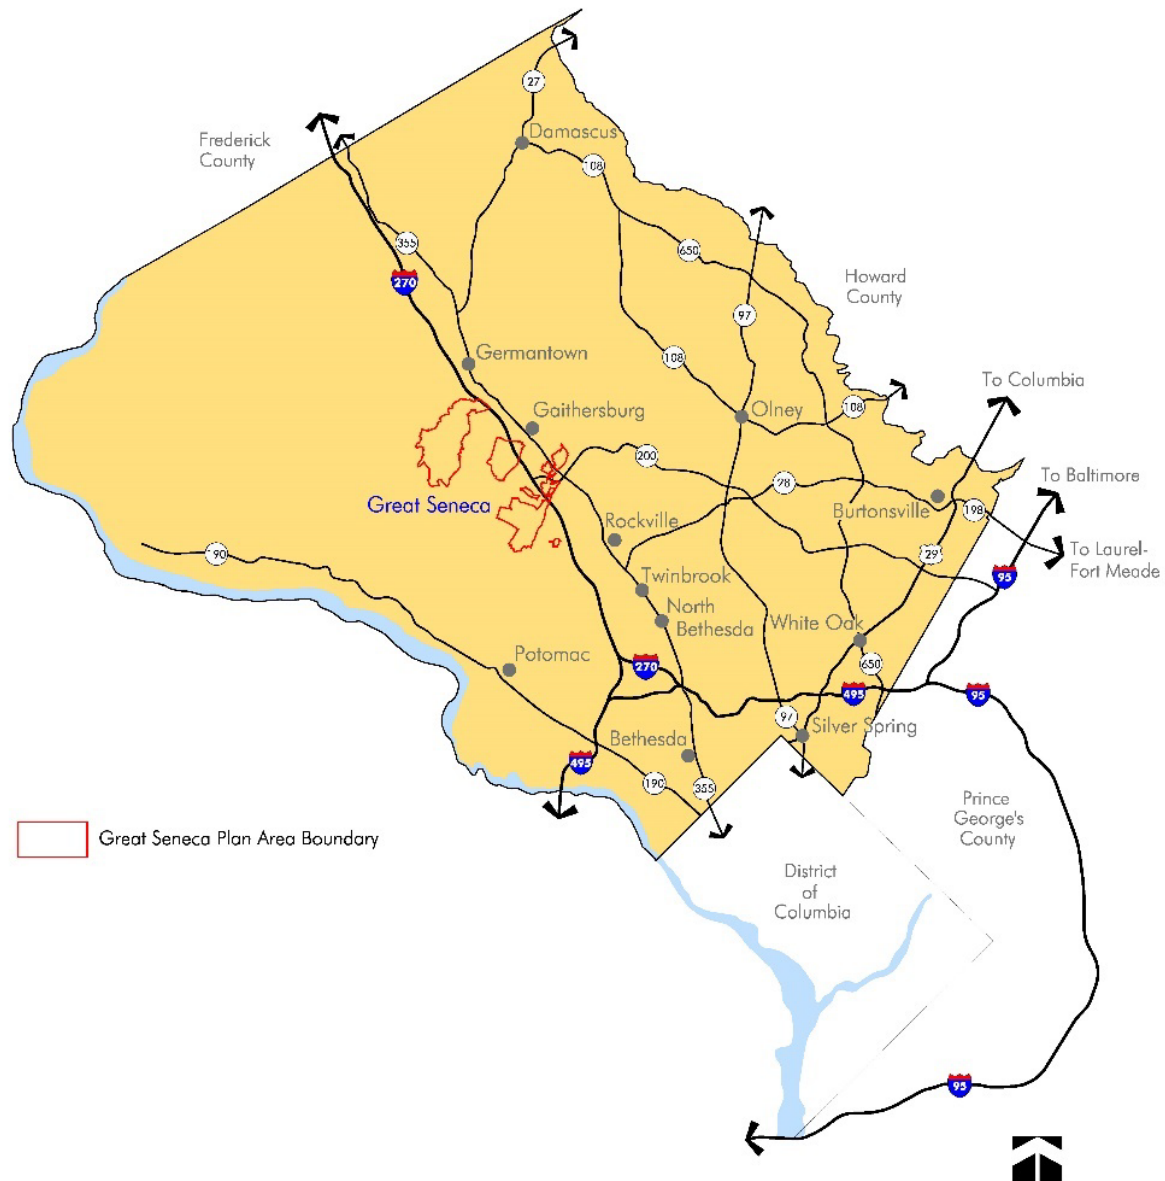 27
Damascus
Frederick
County
108
355
650
270
Howard
County
97
Germantown
108
To Columbia
Gaithersburg
Olney
108
200
To Baltimore
28
Great Seneca
Burtonsville
198
Rockville
190
29
To Laurel-
Fort Meade
95
Twinbrook
North
Bethesda
White Oak
Potomac
270
650
495
95
97
Silver Spring
Bethesda
495
190
355
Prince
George's
County
Great Seneca Plan Area Boundary
District
of
Columbia
95